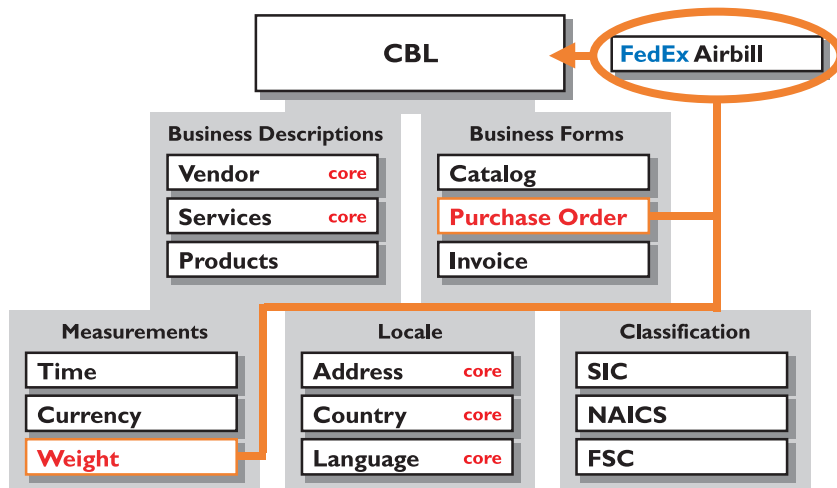 CBL
FedEx Airbill
Business Descriptions
Vendor core
Services core
Products
Business Forms
Catalog
Purchase Order
Invoice
Measurements
Time
Currency
Weight
Locale
Address core
Country core
Language core
Classification
SIC
NAICS
FSC